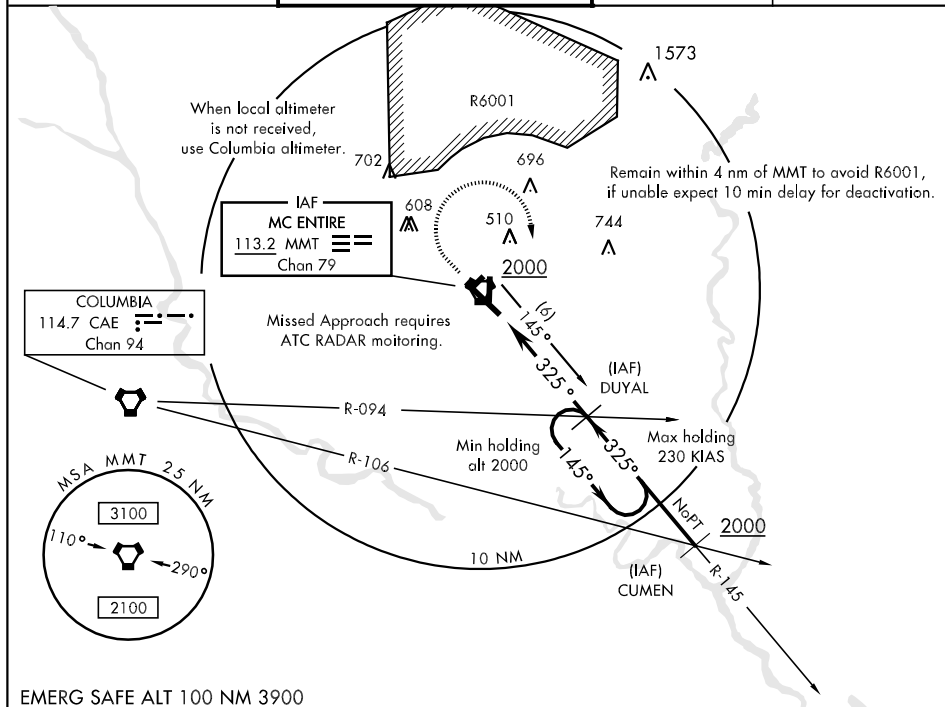 1573
R6001
When local altimeter
is not received,
use Columbia altimeter.
702
696
Remain within 4 nm of MMT to avoid R6001,
if unable expect 10 min delay for deactivation.
IAF
MC ENTIRE
113.2 MMT
Chan 79
608
510
744
2000
COLUMBIA
114.7 CAE
Chan 94
Missed Approach requires
ATC RADAR moitoring.
(6)
145°
325°
(IAF)
DUYAL
R-094
Min holding
alt 2000
145°
325°
Max holding
230 KIAS
R-106
MSA MMT 25 NM
3100
110°
290°
2100
NoPT
2000
10 NM
(IAF)
CUMEN
R-145
EMERG SAFE ALT 100 NM 3900